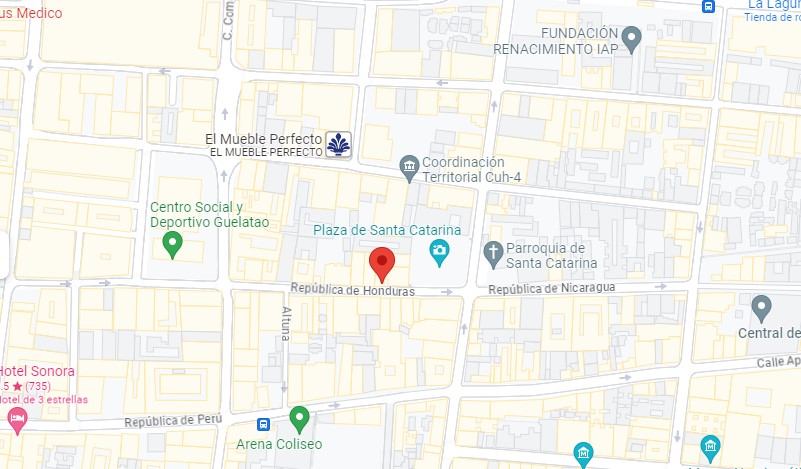 us Medico
C. Com
FUNDACIÓN
RENACIMIENTO IAP
La Lagun
Tienda de ro
El Mueble Perfecto
EL MUEBLE PERFECTO
Coordinación
Territorial Cuh-4
Centro Social y
Deportivo Guelatao
Plaza de Santa Catarina
Parroquia de
Santa Catarina
República de Honduras
República de Nicaragua
Altuna
Central de
Calle Ap
Hotel Sonora
.5 ★ (735)
Hotel de 3 estrellas
República de Perú
Arena Coliseo